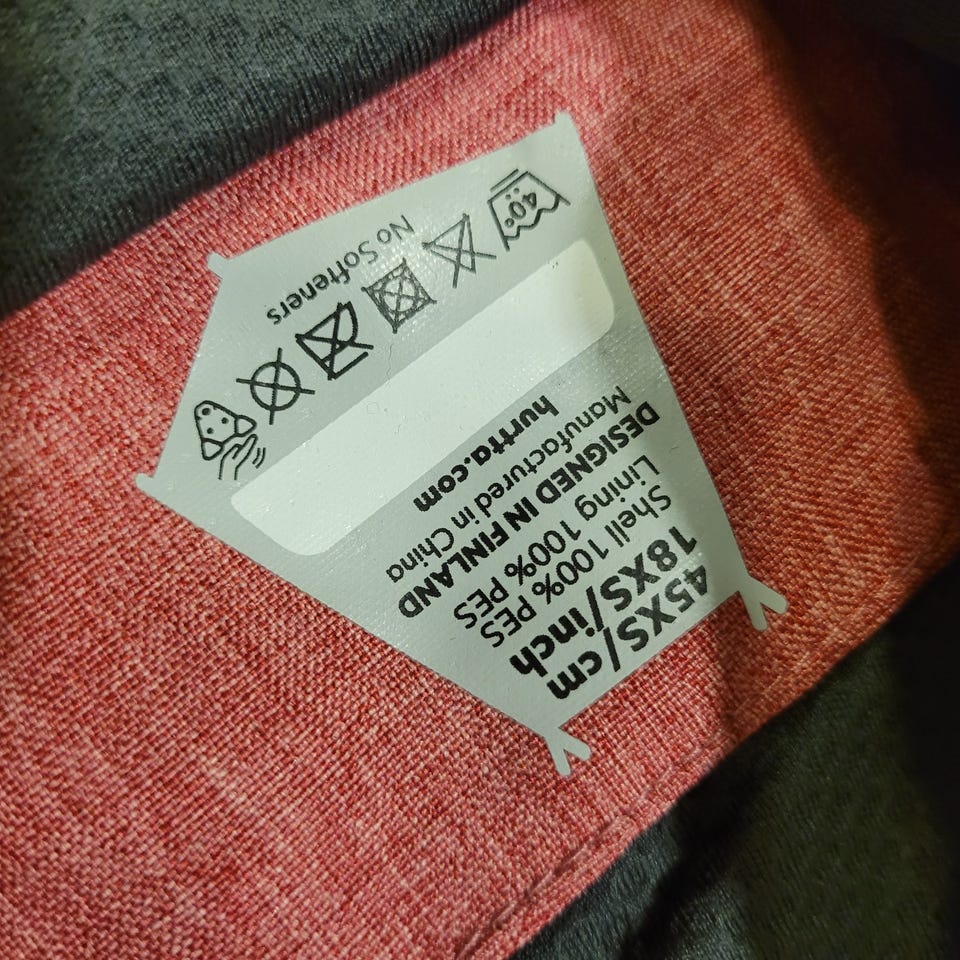 45XS/cm
18XS/inch
Shell 100% PES
Lining 100% PES
DESIGNED IN FINLAND
Manufactured in China
hurtta.com
40°
No Softeners